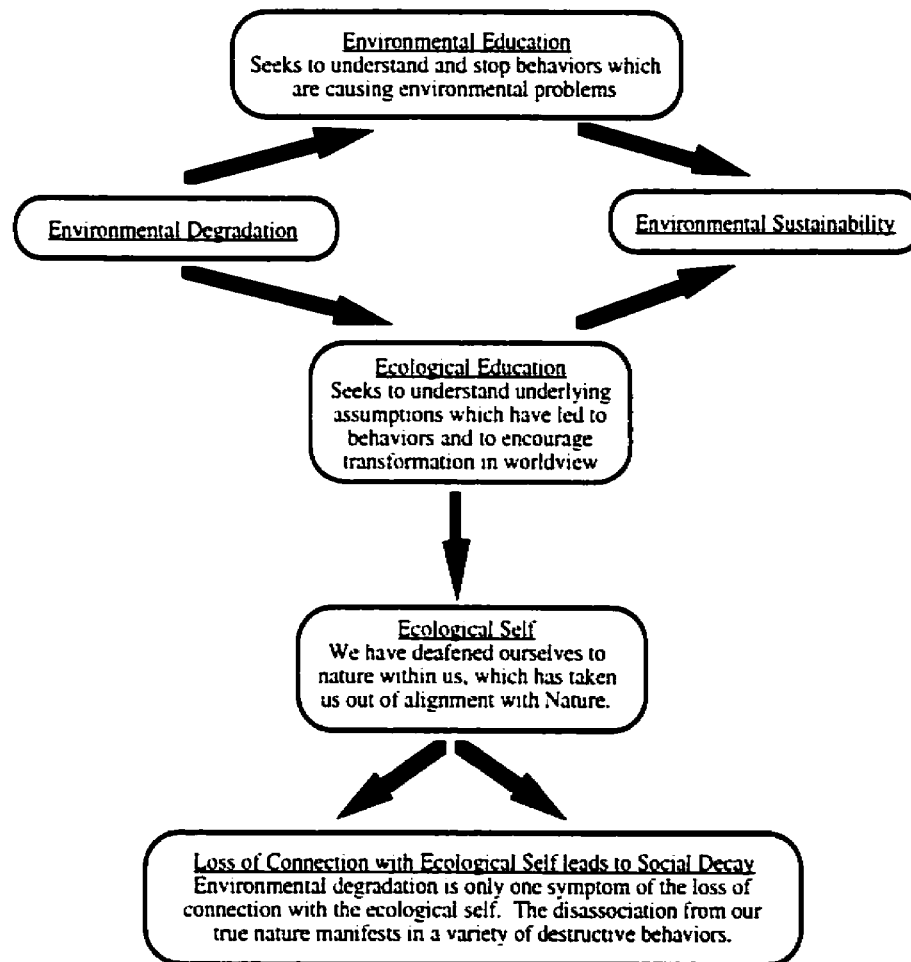 Environmental Education
Seeks to understand and stop behaviors which
are causing environmental problems
Environmental Degradation
Environmental Sustainability
Ecological Education
Seeks to understand underlying
assumptions which have led to
behaviors and to encourage
transformation in worldview
Ecological Self
We have deafened ourselves to
nature within us, which has taken
us out of alignment with Nature.
Loss of Connection with Ecological Self leads to Social Decay
Environmental degradation is only one symptom of the loss of
connection with the ecological self. The disassociation from our
true nature manifests in a variety of destructive behaviors.